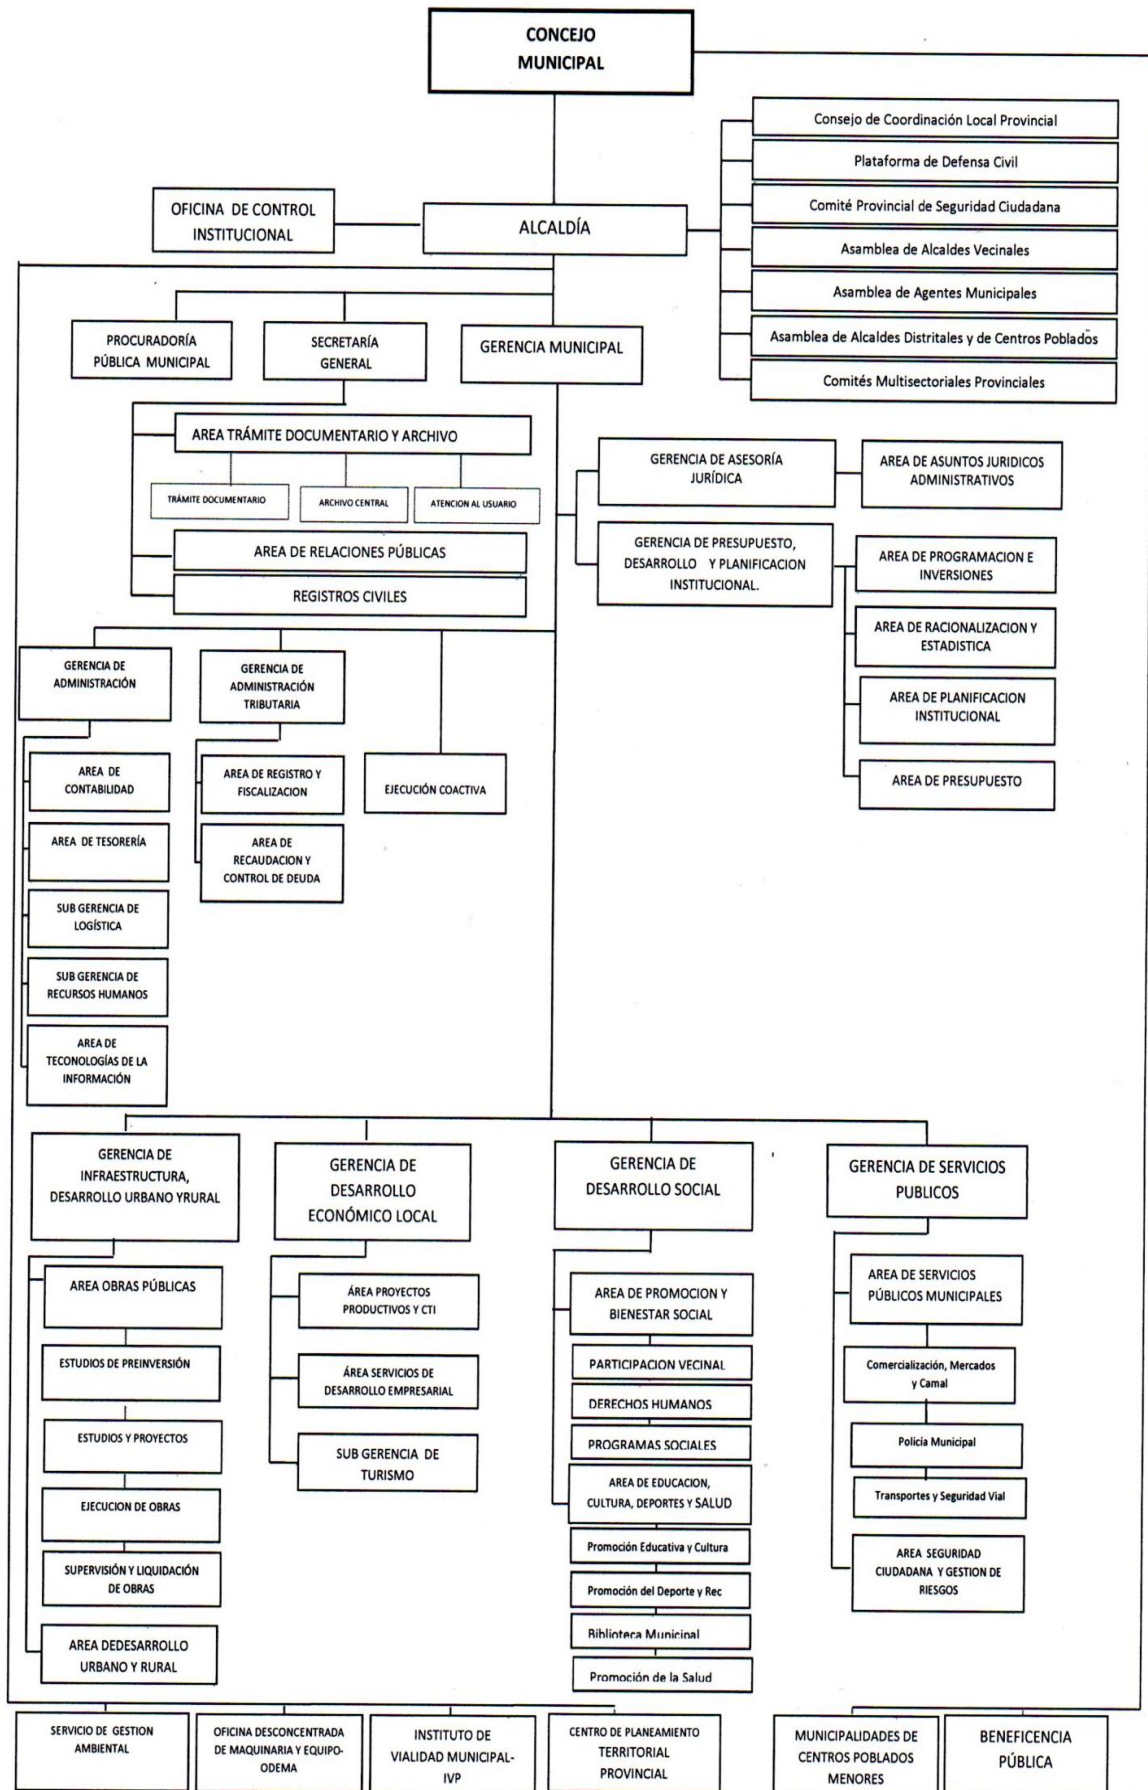 CONCEJO
MUNICIPAL
Consejo de Coordinación Local Provincial
Plataforma de Defensa Civil
Comité Provincial de Seguridad Ciudadana
Asamblea de Alcaldes Vecinales
Asamblea de Agentes Municipales
Asamblea de Alcaldes Distritales y de Centros Poblados
Comités Multisectoriales Provinciales
OFICINA DE CONTROL
INSTITUCIONAL
ALCALDÍA
PROCURADORÍA
PÚBLICA MUNICIPAL
SECRETARÍA
GENERAL
GERENCIA MUNICIPAL
AREA TRÁMITE DOCUMENTARIO Y ARCHIVO
TRÁMITE DOCUMENTARIO
ARCHIVO CENTRAL
ATENCION AL USUARIO
AREA DE RELACIONES PÚBLICAS
REGISTROS CIVILES
GERENCIA DE ASESORÍA
JURÍDICA
AREA DE ASUNTOS JURIDICOS
ADMINISTRATIVOS
GERENCIA DE PRESUPUESTO,
DESARROLLO Y PLANIFICACION
INSTITUCIONAL.
AREA DE PROGRAMACION E
INVERSIONES
AREA DE RACIONALIZACION Y
ESTADISTICA
AREA DE PLANIFICACION
INSTITUCIONAL
AREA DE PRESUPUESTO
GERENCIA DE
ADMINISTRACIÓN
GERENCIA DE
ADMINISTRACIÓN
TRIBUTARIA
AREA DE
CONTABILIDAD
AREA DE TESORERÍA
SUB GERENCIA DE
LOGÍSTICA
SUB GERENCIA DE
RECURSOS HUMANOS
AREA DE
TECONOLOGÍAS DE LA
INFORMACIÓN
AREA DE REGISTRO Y
FISCALIZACION
AREA DE
RECAUDACION Y
CONTROL DE DEUDA
EJECUCIÓN COACTIVA
GERENCIA DE
INFRAESTRUCTURA,
DESARROLLO URBANO YRURAL
AREA OBRAS PÚBLICAS
ESTUDIOS DE PREINVERSIÓN
ESTUDIOS Y PROYECTOS
EJECUCION DE OBRAS
SUPERVISIÓN Y LIQUIDACIÓN
DE OBRAS
AREA DEDESARROLLO
URBANO Y RURAL
GERENCIA DE
DESARROLLO
ECONÓMICO LOCAL
ÁREA PROYECTOS
PRODUCTIVOS Y CTI
ÁREA SERVICIOS DE
DESARROLLO EMPRESARIAL
SUB GERENCIA DE
TURISMO
GERENCIA DE
DESARROLLO SOCIAL
AREA DE PROMOCION Y
BIENESTAR SOCIAL
PARTICIPACION VECINAL
DERECHOS HUMANOS
PROGRAMAS SOCIALES
AREA DE EDUCACION,
CULTURA, DEPORTES Y SALUD
Promoción Educativa y Cultura
Promoción del Deporte y Rec
Biblioteca Municipal
Promoción de la Salud
GERENCIA DE SERVICIOS
PUBLICOS
AREA DE SERVICIOS
PÚBLICOS MUNICIPALES
Comercialización, Mercados
y Camal
Policía Municipal
Transportes y Seguridad Vial
AREA SEGURIDAD
CIUDADANA Y GESTION DE
RIESGOS
SERVICIO DE GESTION
AMBIENTAL
OFICINA DESCONCENTRADA
DE MAQUINARIA Y EQUIPO-
ODEMA
INSTITUTO DE
VIALIDAD MUNICIPAL-
IVP
CENTRO DE PLANEAMIENTO
TERRITORIAL
PROVINCIAL
MUNICIPALIDADES DE
CENTROS POBLADOS
MENORES
BENEFICENCIA
PÚBLICA